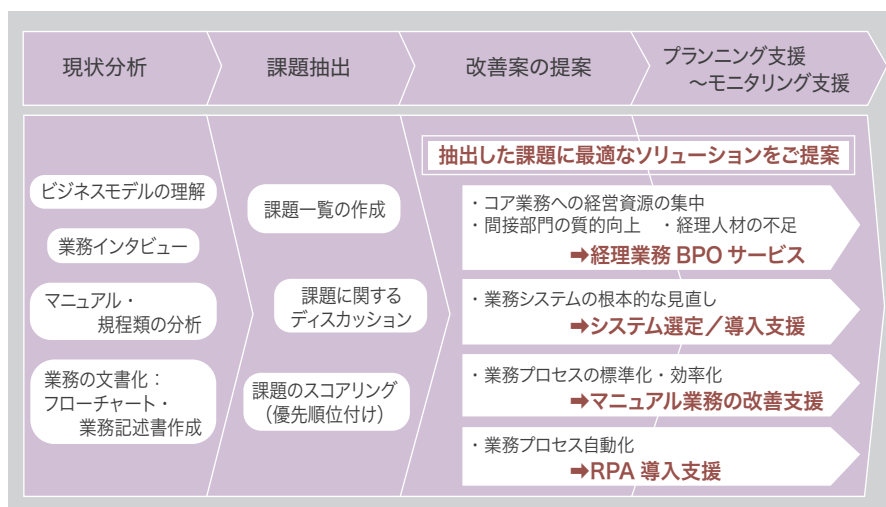 現状分析
課題抽出
改善案の提案
プランニング支援
～モニタリング支援
ビジネスモデルの理解
業務インタビュー
マニュアル・
規程類の分析
業務の文書化：
フローチャート・
業務記述書作成
課題一覧の作成
課題に関する
ディスカッション
課題のスコアリング
（優先順位付け）
抽出した課題に最適なソリューションをご提案
・コア業務への経営資源の集中
・間接部門の質的向上　・経理人材の不足
➡経理業務 BPO サービス
・業務システムの根本的な見直し
➡システム選定／導入支援
・業務プロセスの標準化・効率化
➡マニュアル業務の改善支援
・業務プロセス自動化
➡RPA 導入支援